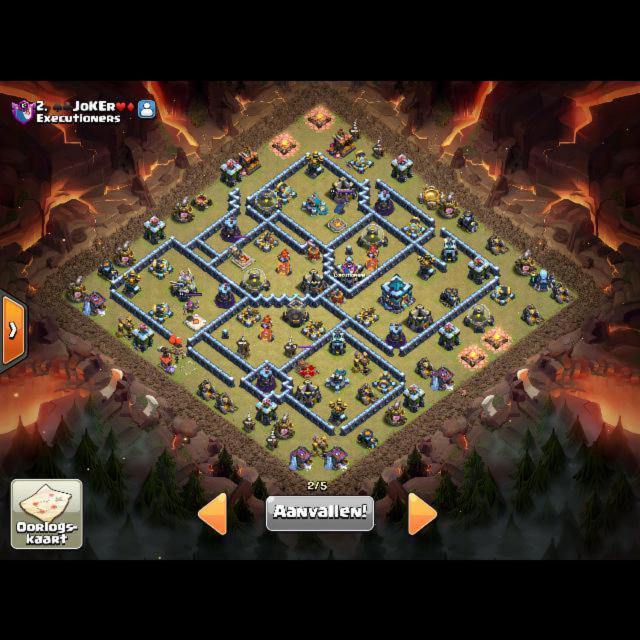 2. ♠♣JoKEr♥♦
Executioners
2/5
Aanvallen!
Oorlogs-
kaart